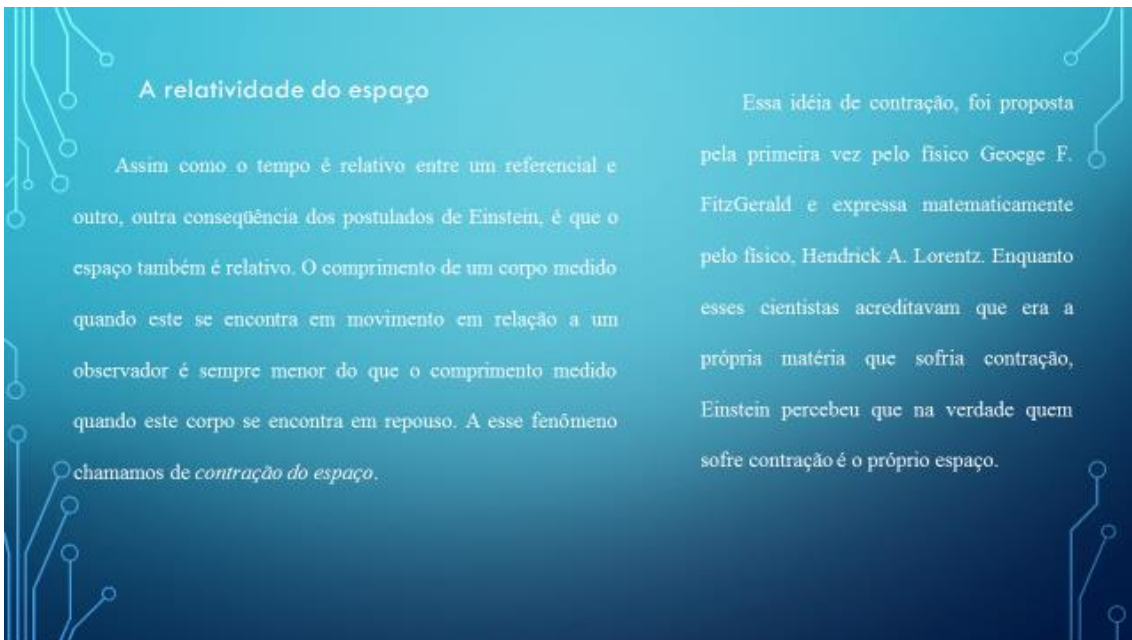 A relatividade do espaço
Assim como o tempo é relativo entre um referencial e
outro, outra conseqüência dos postulados de Einstein, é que o
espaço também é relativo. O comprimento de um corpo medido
quando este se encontra em movimento em relação a um
observador é sempre menor do que o comprimento medido
quando este corpo se encontra em repouso. A esse fenômeno
chamamos de contração do espaço.
Essa idéia de contração, foi proposta
pela primeira vez pelo físico Geoege F.
FitzGerald e expressa matematicamente
pelo físico, Hendrick A. Lorentz. Enquanto
esses cientistas acreditavam que era a
própria matéria que sofria contração,
Einstein percebeu que na verdade quem
sofre contração é o próprio espaço.